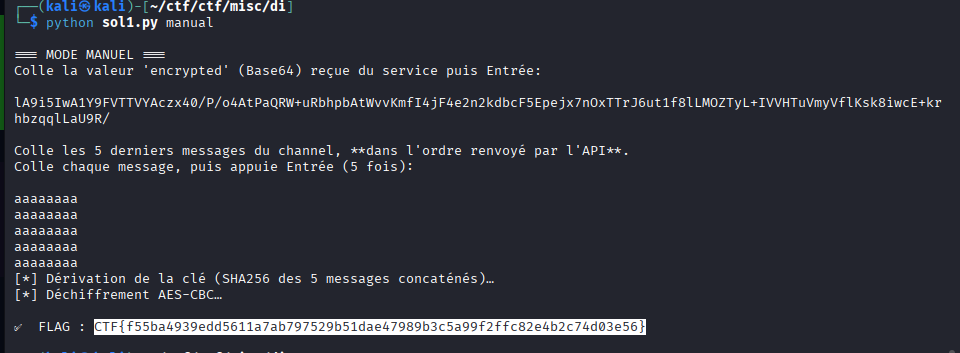 (kali㉿kali)-[~/ctf/ctf/misc/di]
$ python sol1.py manual
=== MODE MANUEL ===
Colle la valeur 'encrypted' (Base64) reçue du service puis Entrée:
lA9i5IwA1Y9FVTTVYAczx40/P/o4AtPaQRW+uRbhpbAtWvvKmfI4jF4e2n2kdbcF5Epejx7nOxTTrJ6ut1f8lLMOZTyL+IVVHTuVmyVflKsk8iwcE+kr
hbzqqlLaU9R/
Colle les 5 derniers messages du channel, **dans l'ordre renvoyé par l'API**.
Colle chaque message, puis appuie Entrée (5 fois):
aaaaaaaa
aaaaaaaa
aaaaaaaa
aaaaaaaa
aaaaaaaa
[*] Dérivation de la clé (SHA256 des 5 messages concaténés)…
[*] Déchiffrement AES-CBC…
✓ FLAG : CTF{f55ba4939edd5611a7ab797529b51dae47989b3c5a99f2ffc82e4b2c74d03e56}